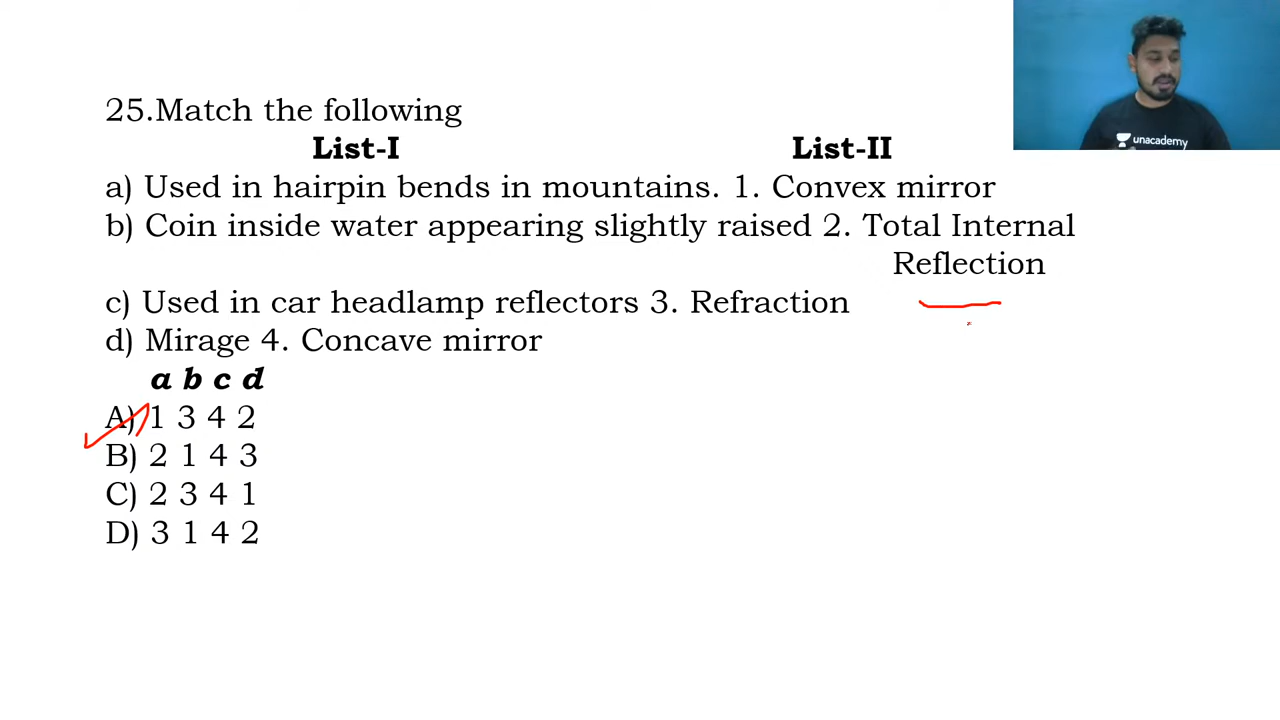 25.Match the following
List-I List-II
a) Used in hairpin bends in mountains. 1. Convex mirror
b) Coin inside water appearing slightly raised 2. Total Internal
Reflection
c) Used in car headlamp reflectors 3. Refraction
d) Mirage 4. Concave mirror
a b c d
A) 1 3 4 2
B) 2 1 4 3
C) 2 3 4 1
D) 3 1 4 2
unacademy